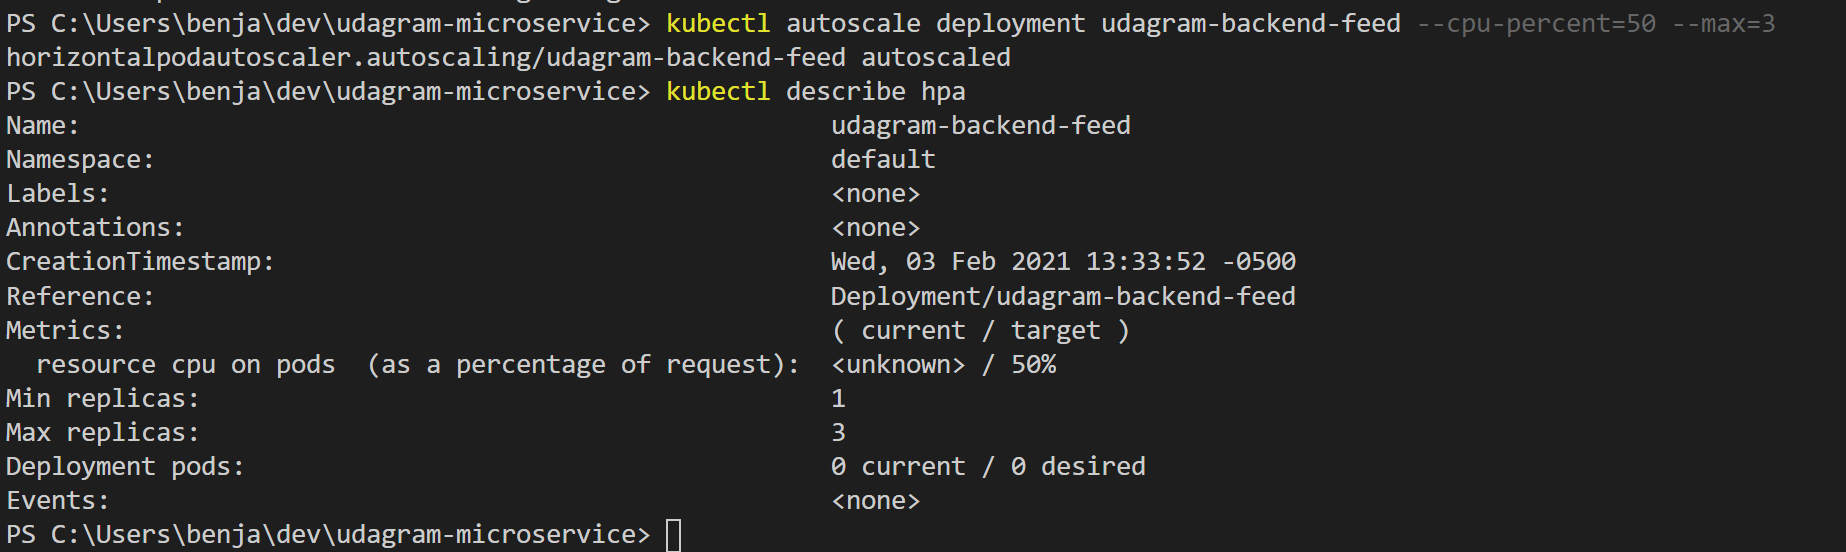 PS C:\Users\benja\dev\udagram-microservice> kubectl autoscale deployment udagram-backend-feed --cpu-percent=50 --max=3
horizontalpodautoscaler.autoscaling/udagram-backend-feed autoscaled
PS C:\Users\benja\dev\udagram-microservice> kubectl describe hpa
Name: udagram-backend-feed
Namespace: default
Labels: <none>
Annotations: <none>
CreationTimestamp: Wed, 03 Feb 2021 13:33:52 -0500
Reference: Deployment/udagram-backend-feed
Metrics: ( current / target )
  resource cpu on pods  (as a percentage of request): <unknown> / 50%
Min replicas: 1
Max replicas: 3
Deployment pods: 0 current / 0 desired
Events: <none>
PS C:\Users\benja\dev\udagram-microservice>